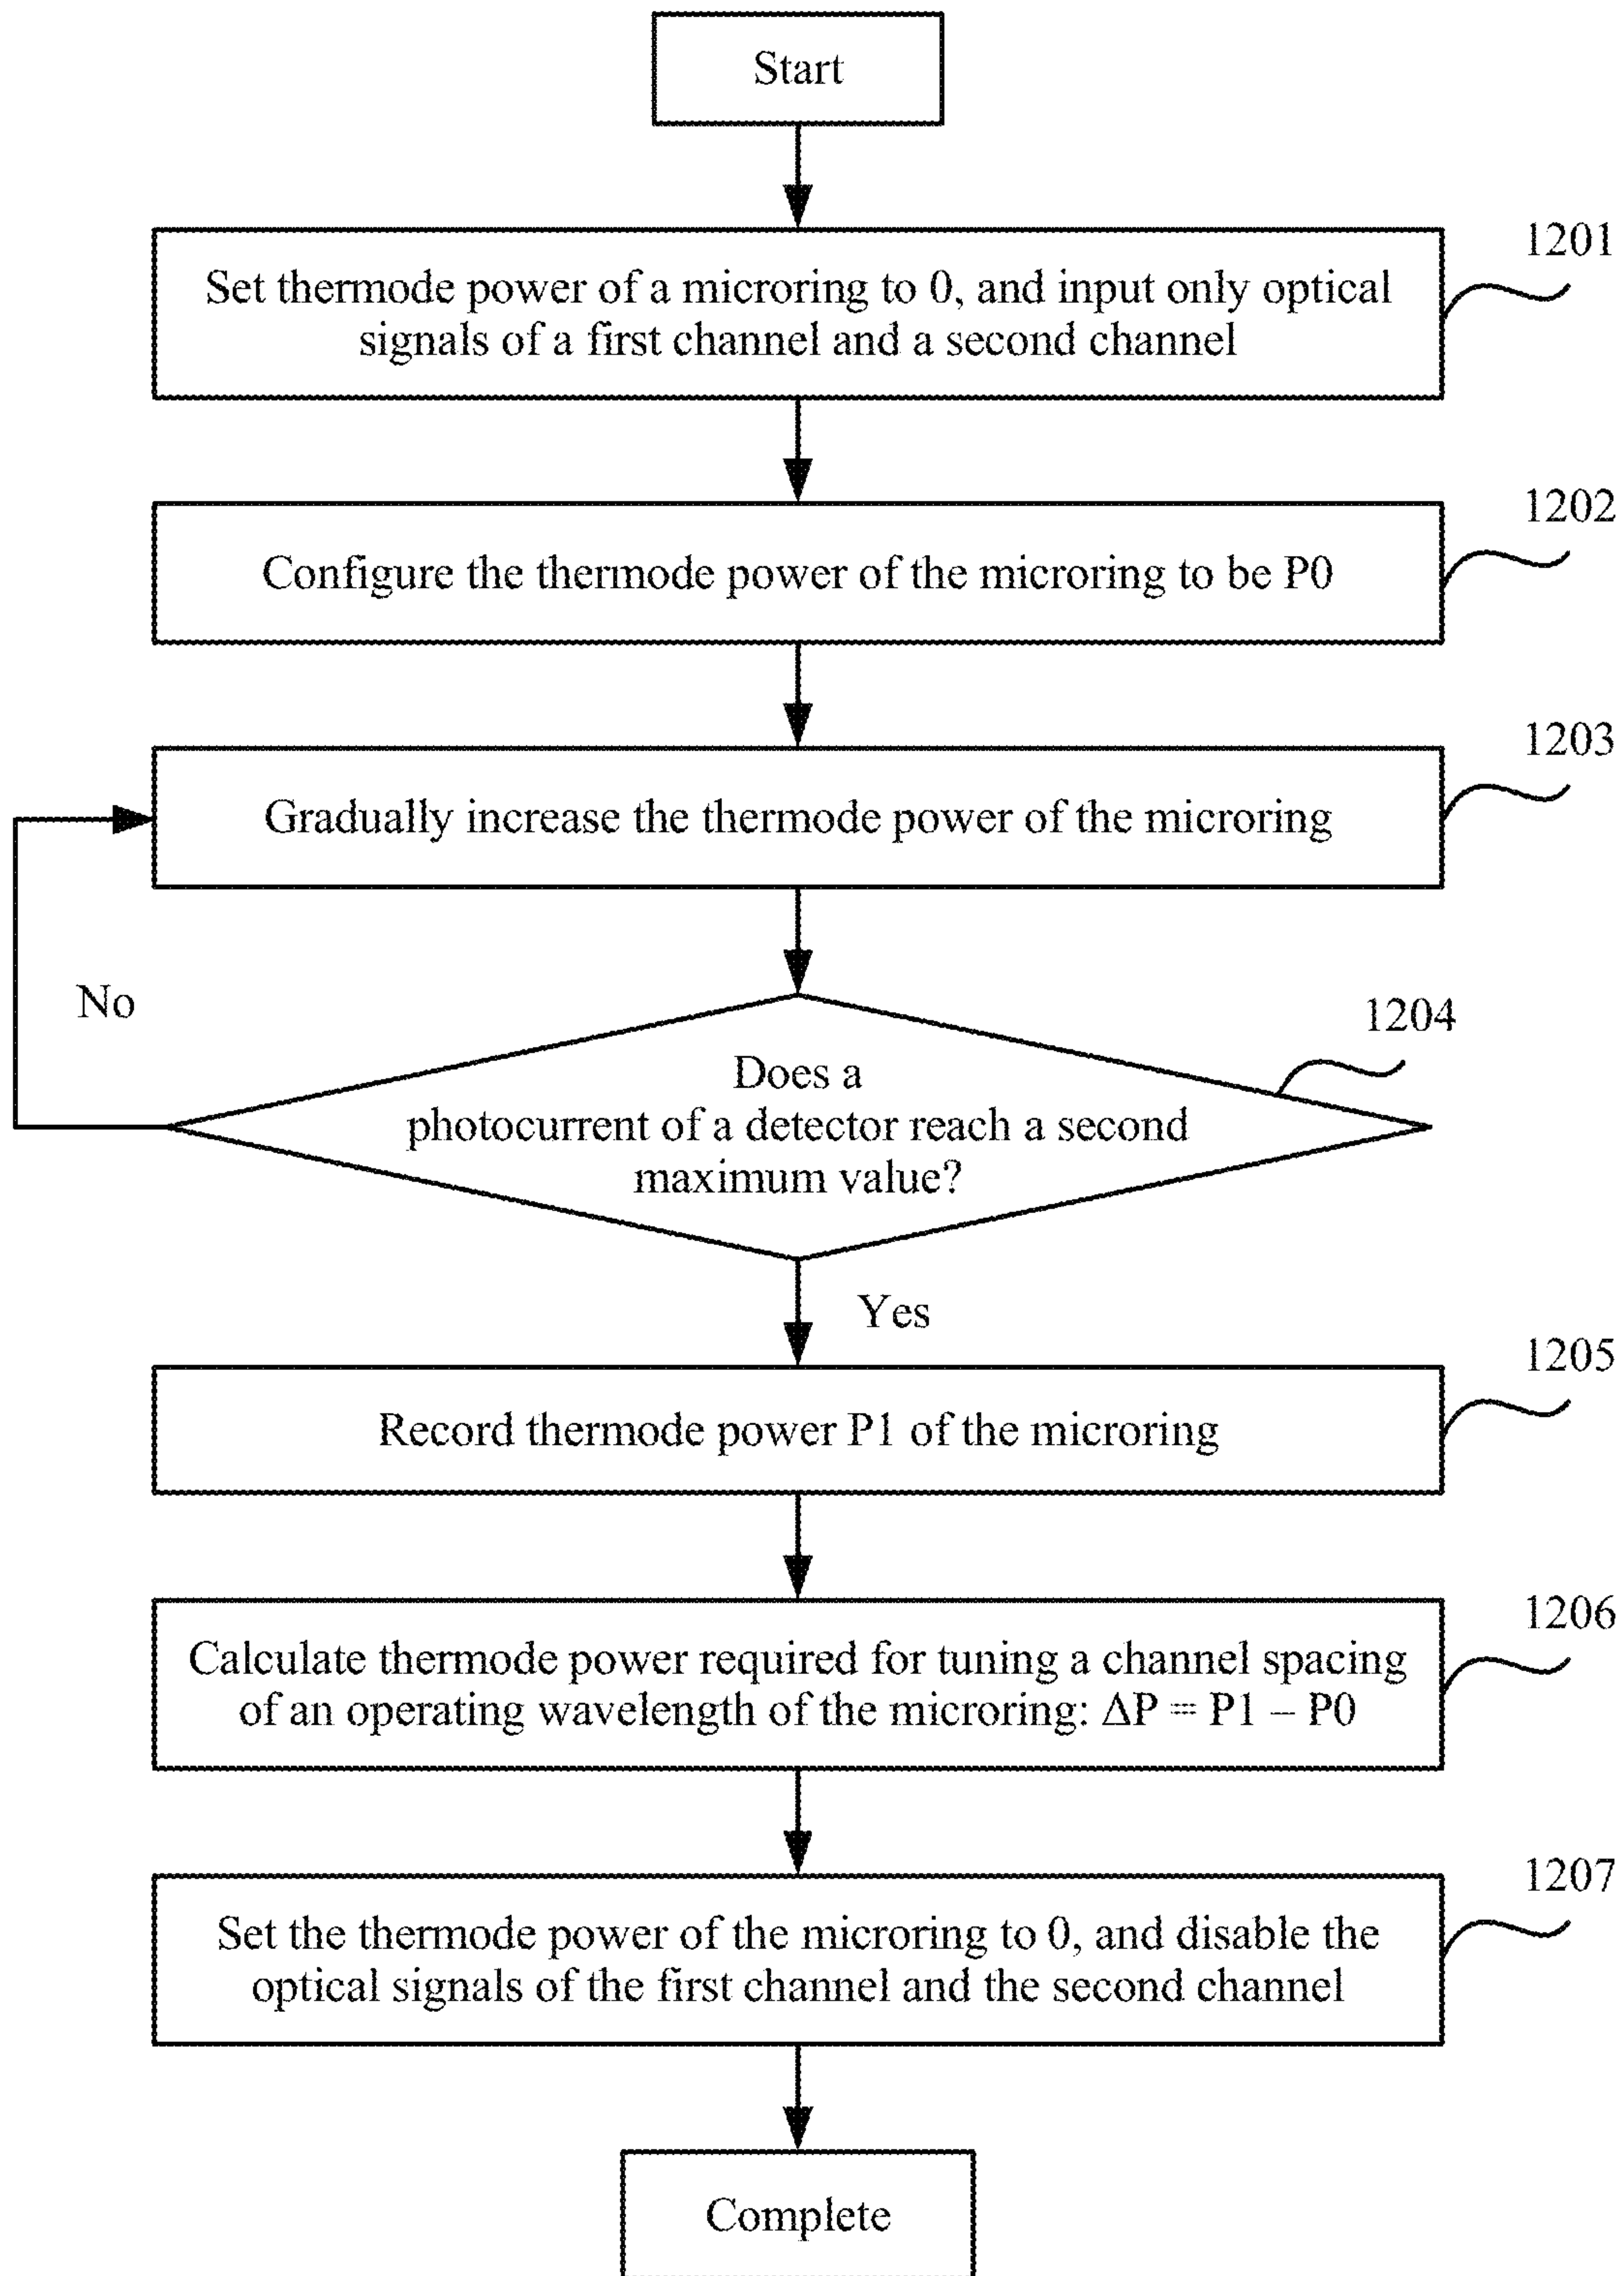 Start
1201
Set thermode power of a microring to 0, and input only optical
signals of a first channel and a second channel
1202
Configure the thermode power of the microring to be P0
1203
Gradually increase the thermode power of the microring
No
1204
Does a
photocurrent of a detector reach a second
maximum value?
Yes
1205
Record thermode power P1 of the microring
1206
Calculate thermode power required for tuning a channel spacing
of an operating wavelength of the microring: ΔP = P1 – P0
1207
Set the thermode power of the microring to 0, and disable the
optical signals of the first channel and the second channel
Complete